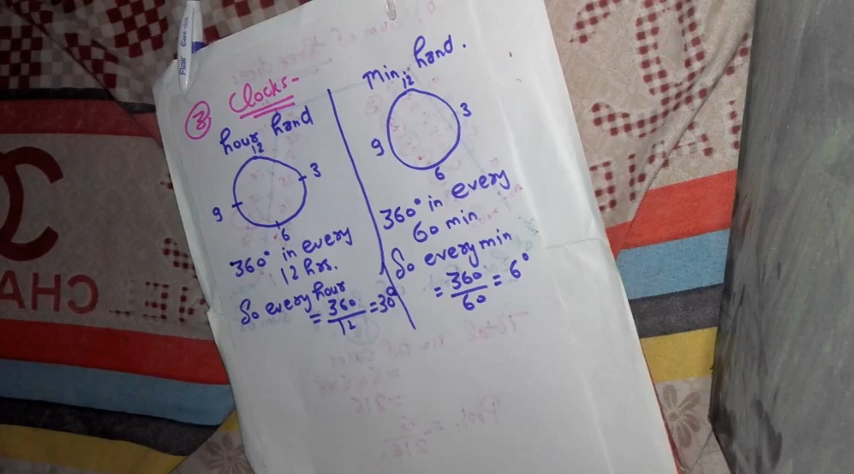 ③ Clocks-
hour hand
12
3
9
6
360° in every
12 hrs.
So every hour
= 360/12 = 30°
Min. hand.
12
3
9
6
360° in every
60 min
So every min
= 360/60 = 6°